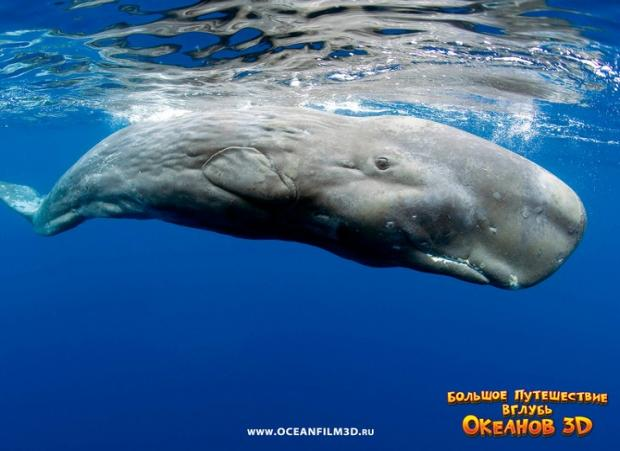 Большое Путешествие
Вглубь
Океанов 3D
www.OCEANFILM3D.RU